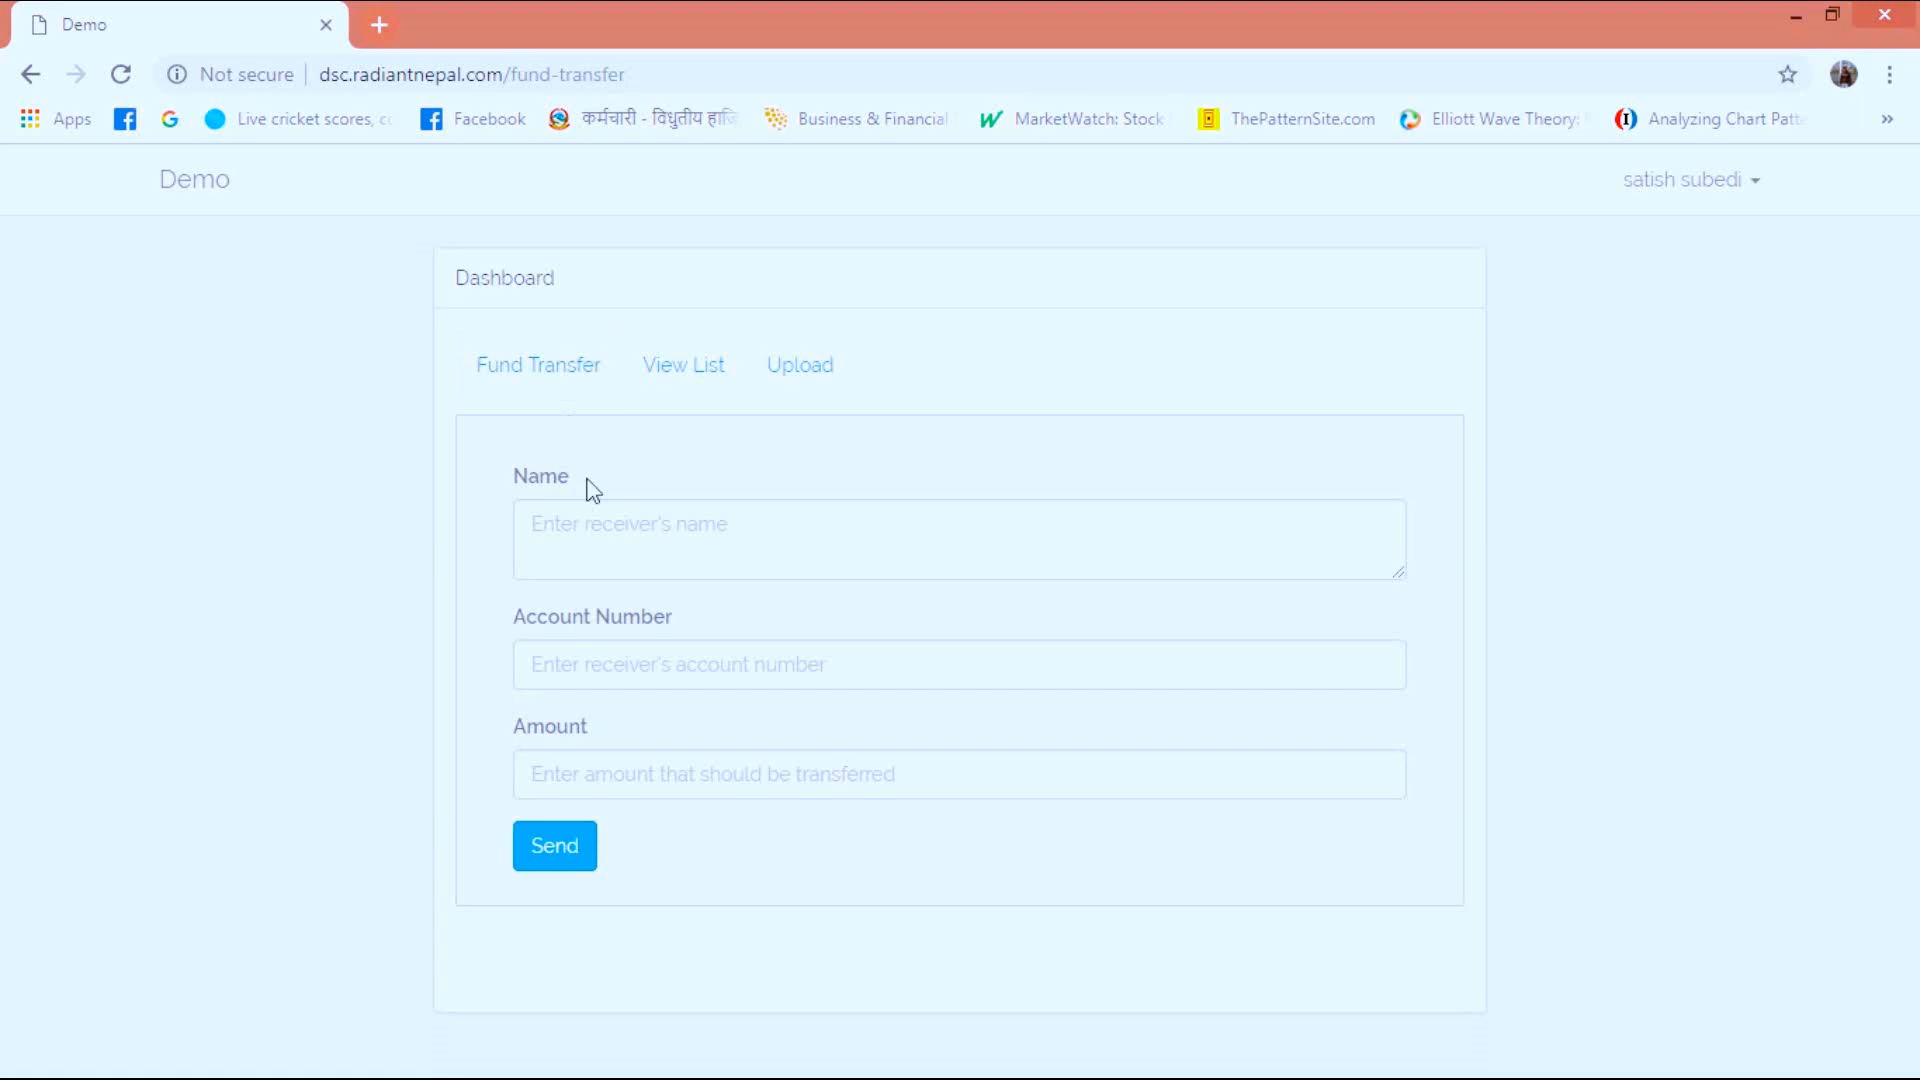 Demo
Not secure
dsc.radiantnepal.com/fund-transfer
Apps
Live cricket scores,
Facebook
कर्मचारी - विधुतीय हाजि
Business & Financial
MarketWatch: Stock
ThePatternSite.com
Elliott Wave Theory:
Analyzing Chart Patte
Demo
satish subedi
Dashboard
Fund Transfer View List Upload
Name
Enter receiver's name
Account Number
Enter receiver's account number
Amount
Enter amount that should be transferred
Send